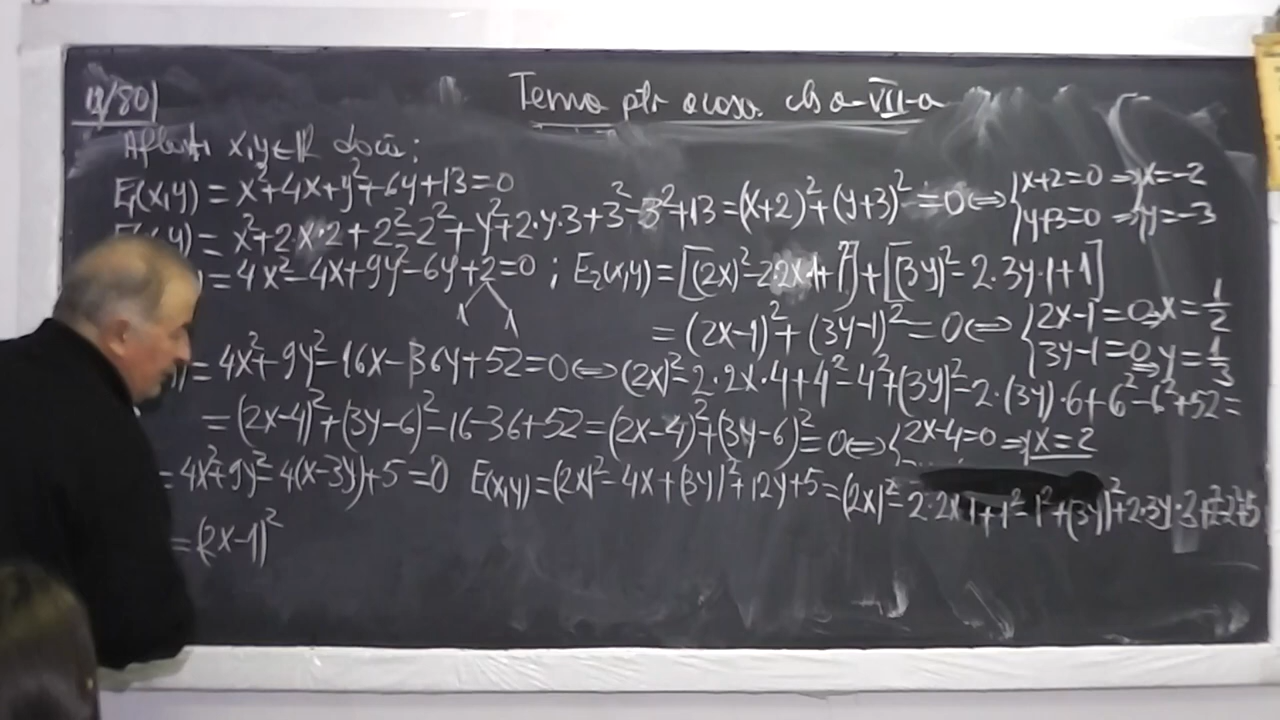 Tema ptr acasa cls a-VII-a
Aflati x,y∈ℝ dacă:
E₁(x,y) = x²+4x+y²+6y+13=0
= x²+2·x·2+2²-2²+y²+2·y·3+3²-3²+13=(x+2)²+(y+3)²=0⇔{x+2=0 ⇒ x=-2
y+3=0 ⇒ y=-3
= 4x²-4x+9y²-6y+2=0 ; E₂(x,y)=[(2x)²-2·2x·1+1²]+[(3y)²-2·3y·1+1]
1 1
= (2x-1)²+(3y-1)²=0⇔{2x-1=0 x=1/2
3y-1=0 ⇒ y=1/3
= 4x²+9y²-16x-36y+52=0⇔(2x)²-2·2x·4+4²-4²+(3y)²-2·(3y)·6+6²-6²+52=
= (2x-4)²+(3y-6)²-16-36+52=(2x-4)²+(3y-6)²=0⇔{2x-4=0 ⇒ x=2
= 4x²+9y²-4(x-3y)+5=0 E(x,y)=(2x)²-4x+(3y)²+12y+5=(2x)²-2·2x·1+1²-1²+(3y)²+2·3y·2
= (2x-1)²